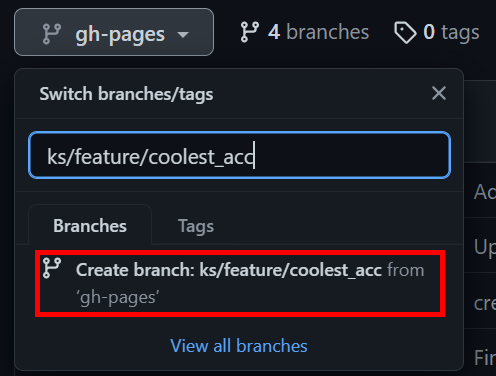 gh-pages 4 branches 0 tags
Switch branches/tags
ks/feature/coolest_acc
Branches Tags
Create branch: ks/feature/coolest_acc from
‘gh-pages’
View all branches
Ad
Up
cre
Fir